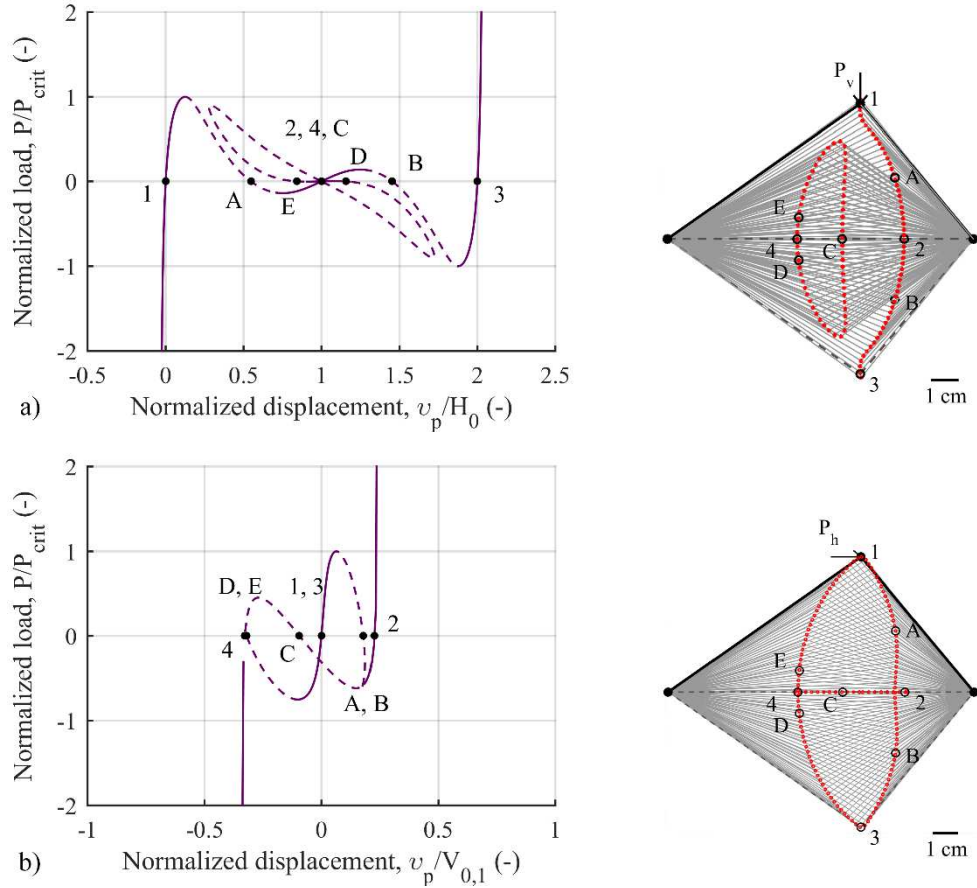 2
1
0
-1
-2
Normalized load, P/P_crit (-)
-0.5
0
0.5
1
1.5
2
2.5
Normalized displacement, υ_p/H_0 (-)
1
A
E
2, 4, C
D
B
3
a)
P_v
1
A
E
4
C
2
D
B
3
1 cm
2
1
0
-1
-2
Normalized load, P/P_crit (-)
-1
-0.5
0
0.5
1
Normalized displacement, υ_p/V_0,1 (-)
D, E
1, 3
4
C
2
A, B
b)
P_h
1
A
E
4
C
2
D
B
3
1 cm